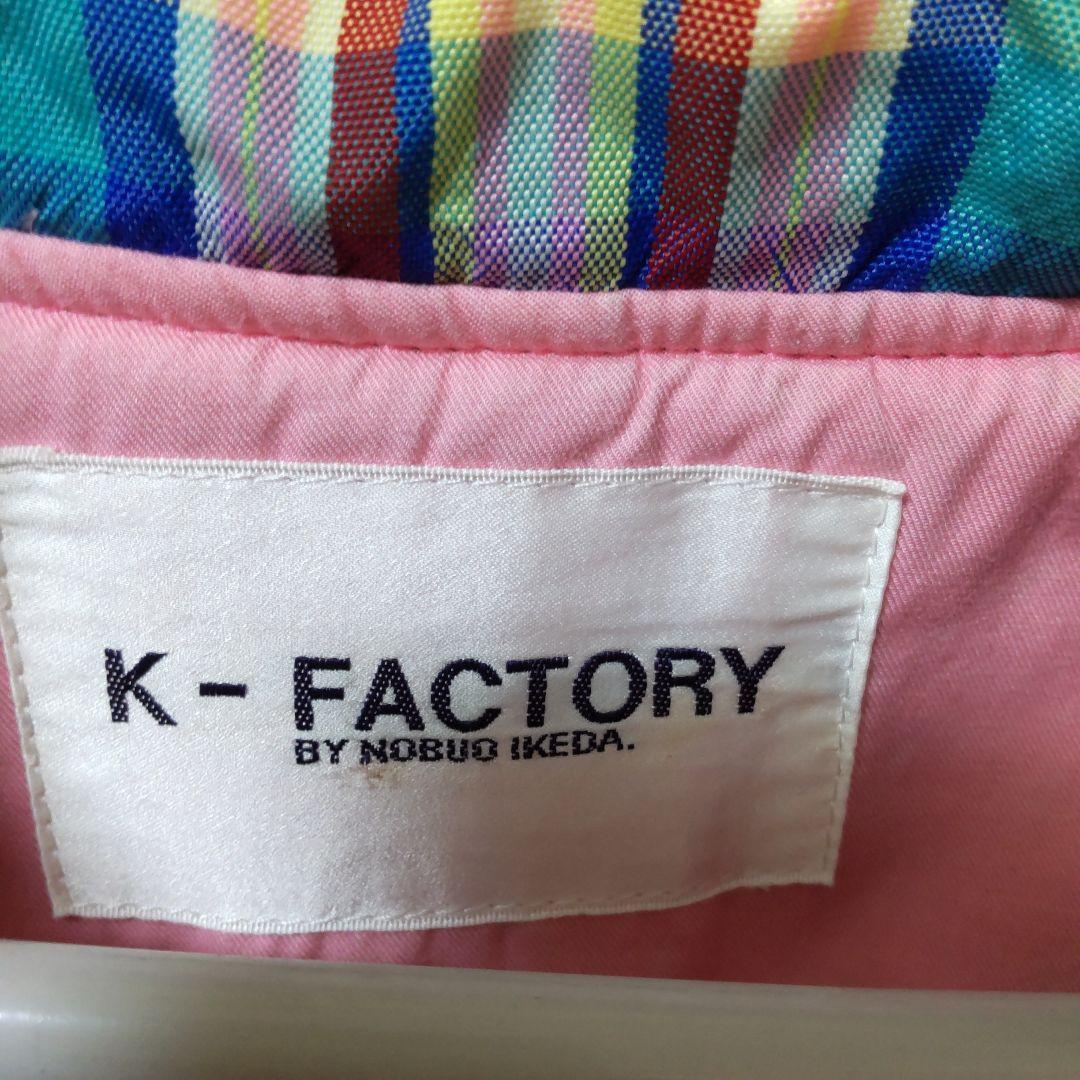 K - FACTORY
BY NOBUO IKEDA.